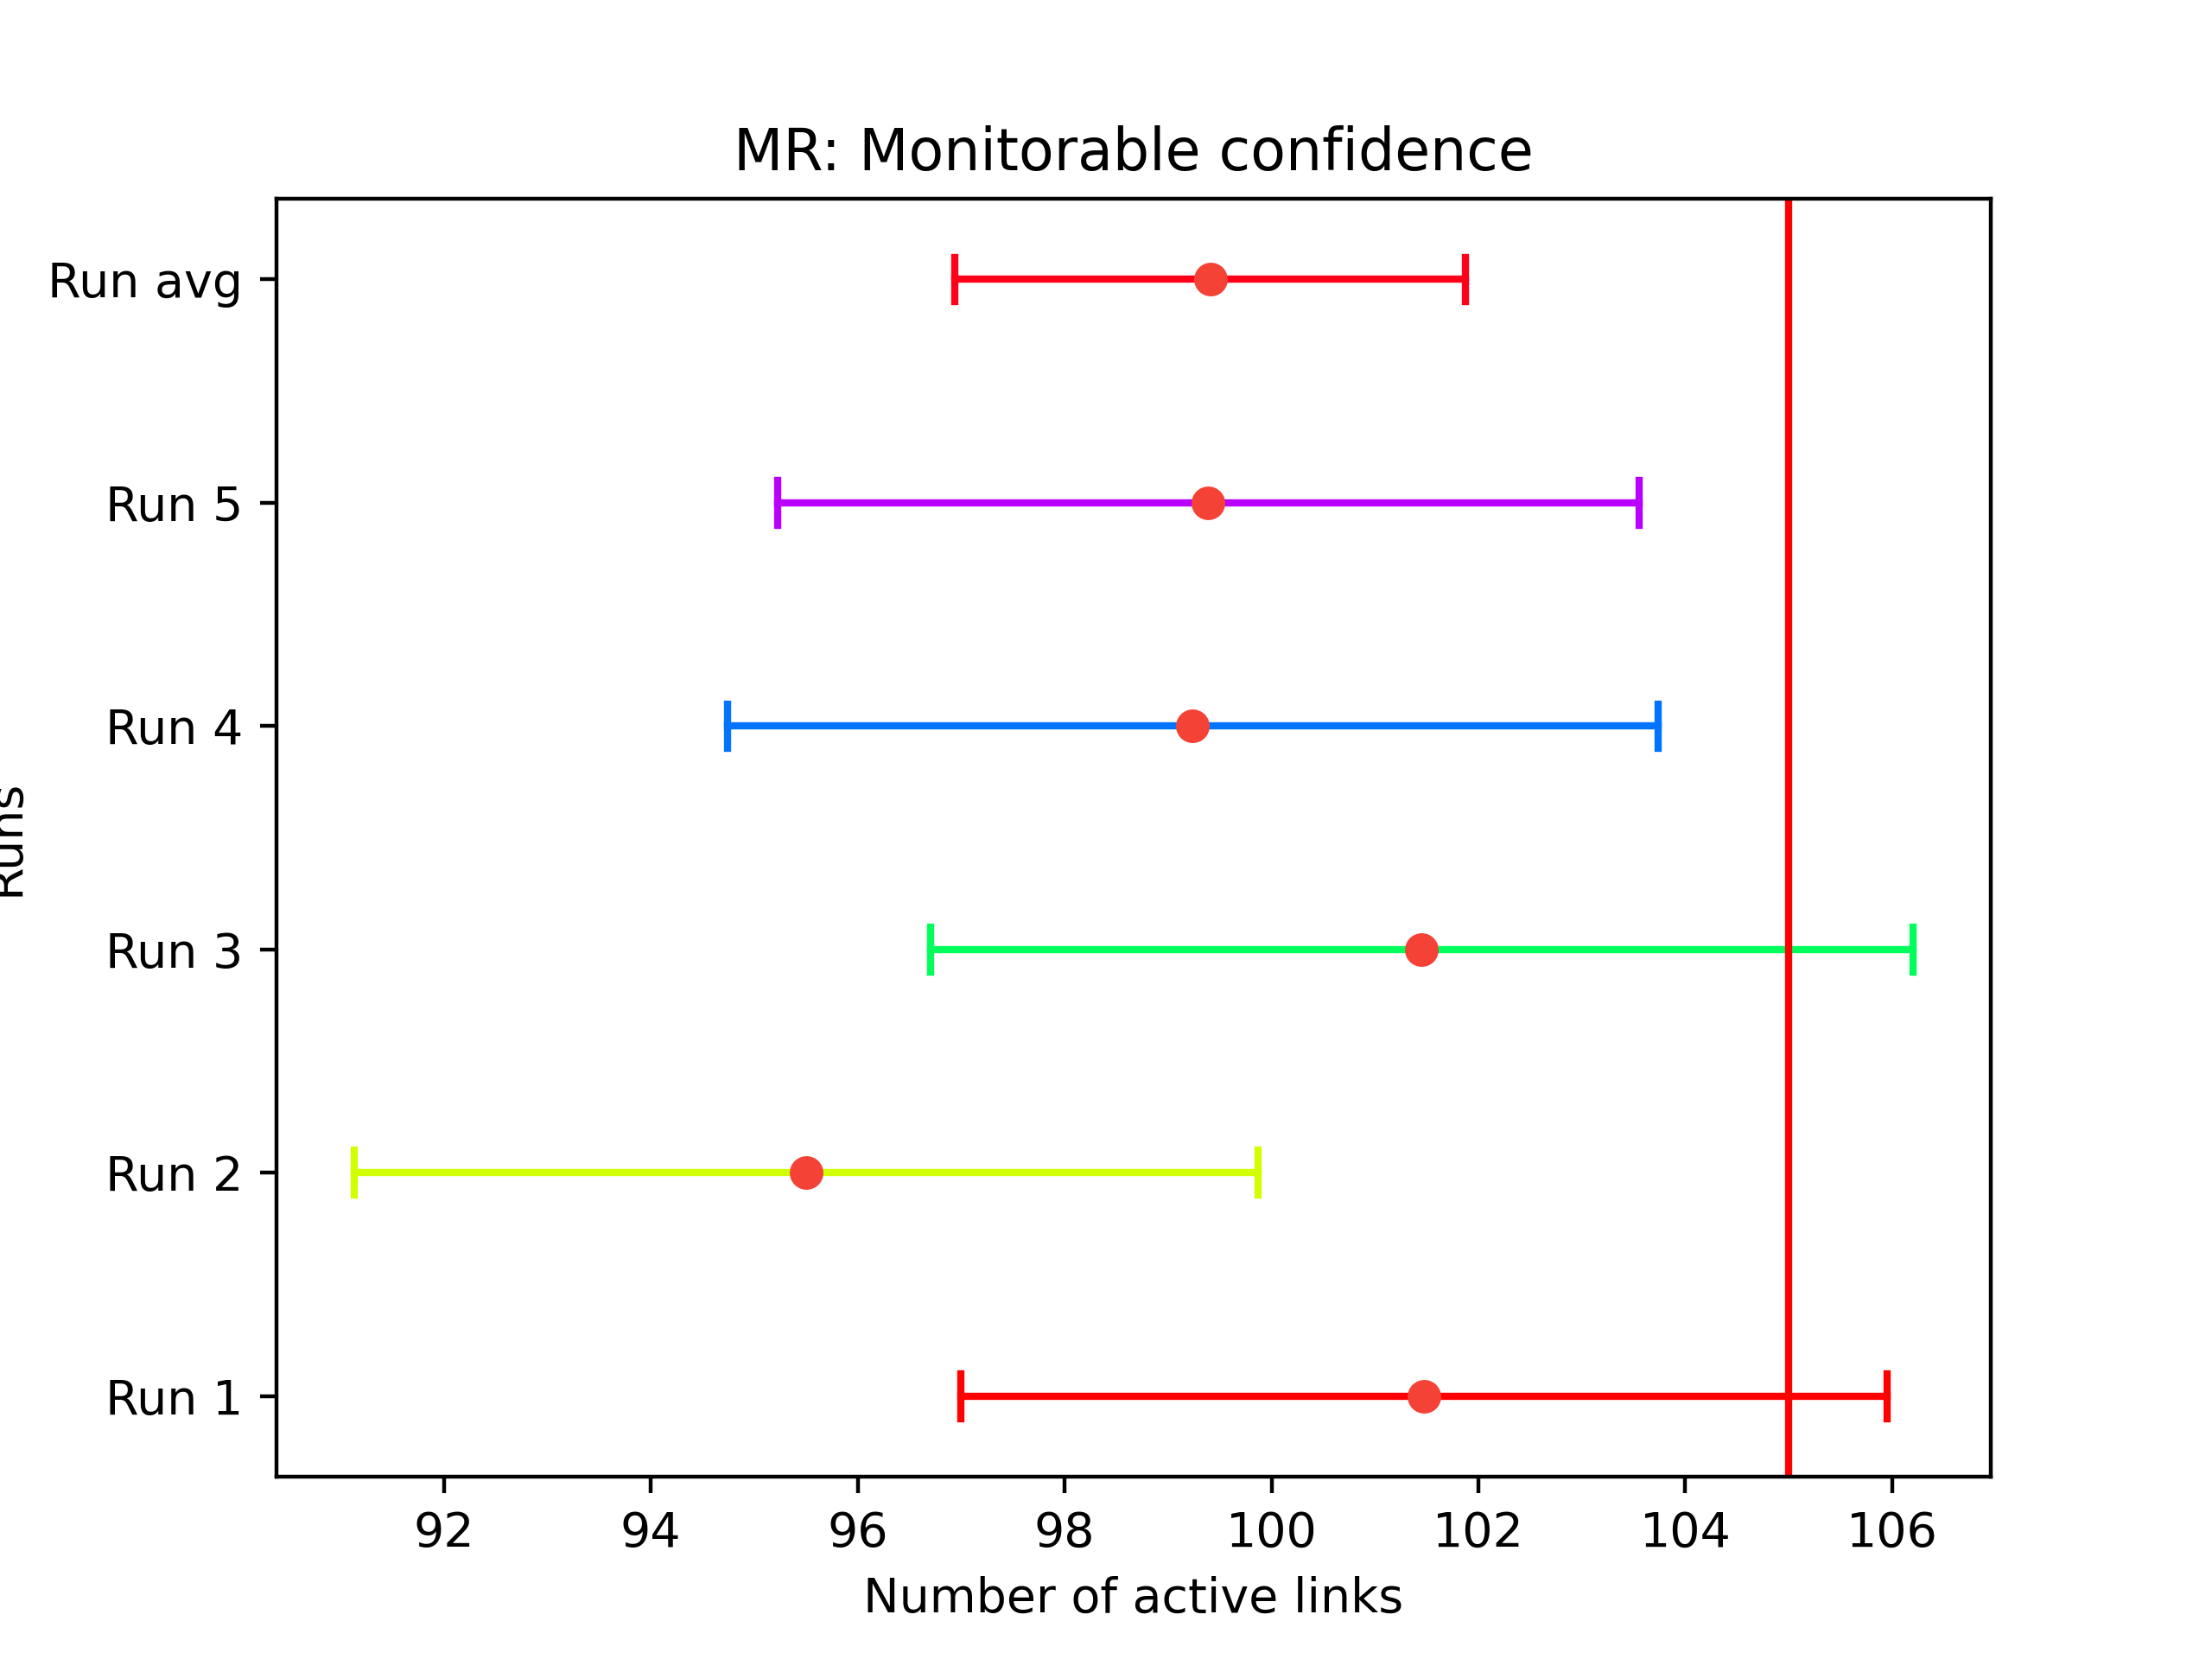 MR: Monitorable confidence
Run avg
Run 5
Run 4
Run 3
Run 2
Run 1
Runs
92 94 96 98 100 102 104 106
Number of active links